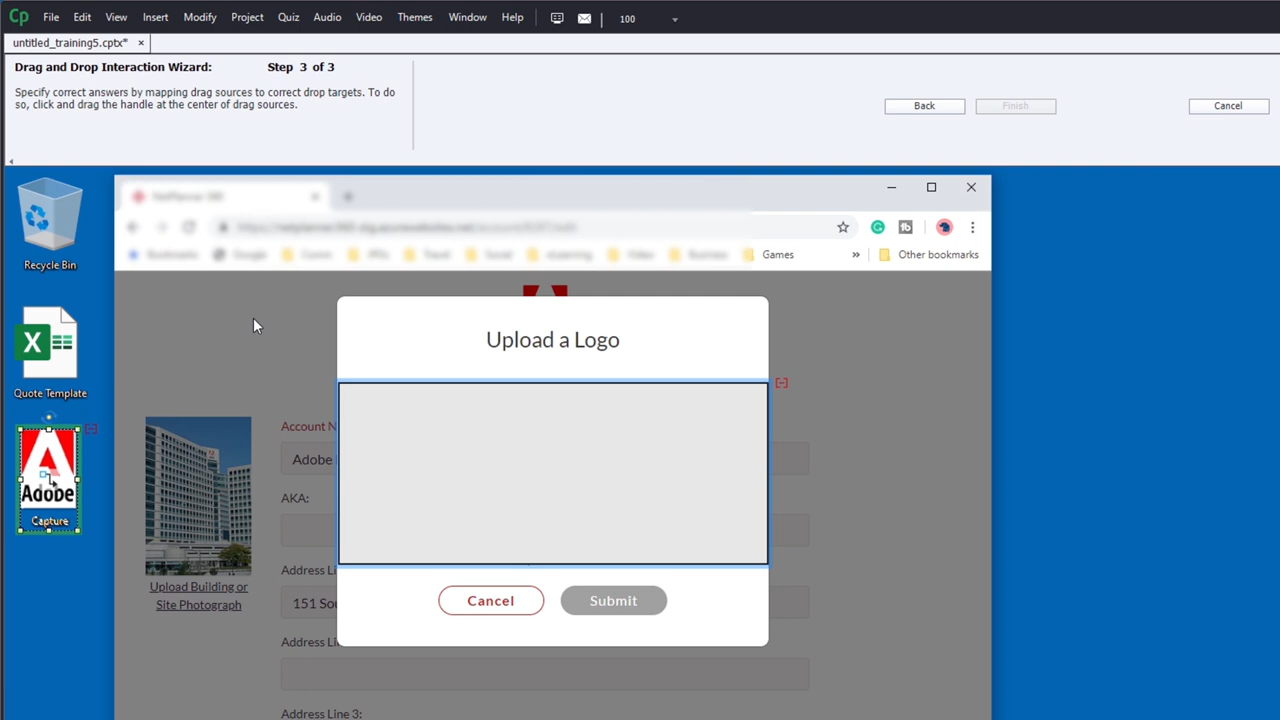 Cp File Edit View Insert Modify Project Quiz Audio Video Themes Window Help 100
untitled_training5.cptx* ×
Drag and Drop Interaction Wizard: Step 3 of 3
Specify correct answers by mapping drag sources to correct drop targets. To do
so, click and drag the handle at the center of drag sources.
Back Finish Cancel
Recycle Bin
Games » Other bookmarks
Upload a Logo
Quote Template
Account N
Adobe
AKA:
Adobe
Capture
Address Li
151 Sou
Upload Building or
Site Photograph
Cancel Submit
Address Li
Address Line 3: